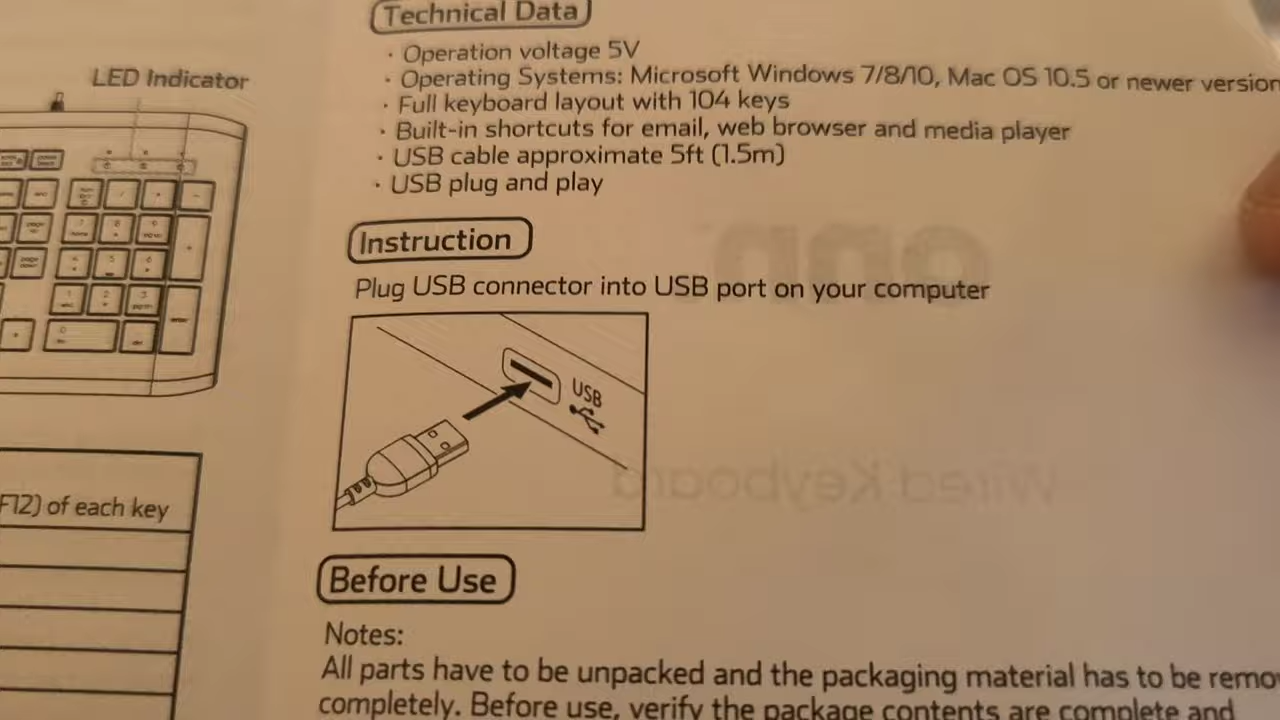 LED Indicator
F12) of each key
Technical Data
· Operation voltage 5V
· Operating Systems: Microsoft Windows 7/8/10, Mac OS 10.5 or newer version
· Full keyboard layout with 104 keys
· Built-in shortcuts for email, web browser and media player
· USB cable approximate 5ft (1.5m)
· USB plug and play
Instruction
Plug USB connector into USB port on your computer
USB
onn
Wired Keyboard
Before Use
Notes:
All parts have to be unpacked and the packaging material has to be
completely. Before use, verify the package contents are complete and